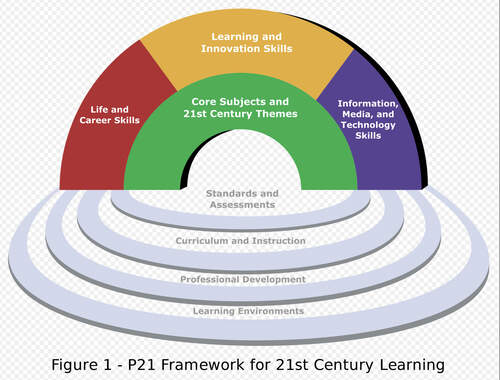 Learning and
Innovation Skills
Core Subjects and
21st Century Themes
Life and
Career Skills
Information,
Media, and
Technology
Skills
Standards and
Assessments
Curriculum and Instruction
Professional Development
Learning Environments
Figure 1 - P21 Framework for 21st Century Learning